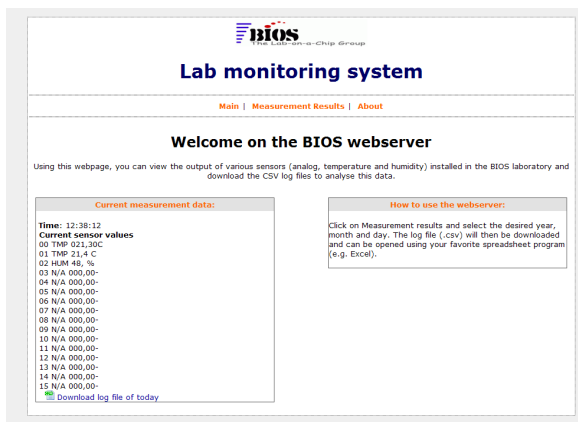 BIOS
The Lab-on-a-Chip Group
Lab monitoring system
Main | Measurement Results | About
Welcome on the BIOS webserver
Using this webpage, you can view the output of various sensors (analog, temperature and humidity) installed in the BIOS laboratory and
download the CSV log files to analyse this data.
Current measurement data:
Time: 12:38:12
Current sensor values
00 TMP 021,30C
01 TMP 21,4 C
02 HUM 48, %
03 N/A 000,00-
04 N/A 000,00-
05 N/A 000,00-
06 N/A 000,00-
07 N/A 000,00-
08 N/A 000,00-
09 N/A 000,00-
10 N/A 000,00-
11 N/A 000,00-
12 N/A 000,00-
13 N/A 000,00-
14 N/A 000,00-
15 N/A 000,00-
Download log file of today
How to use the webserver:
Click on Measurement results and select the desired year,
month and day. The log file (.csv) will then be downloaded
and can be opened using your favorite spreadsheet program
(e.g. Excel).